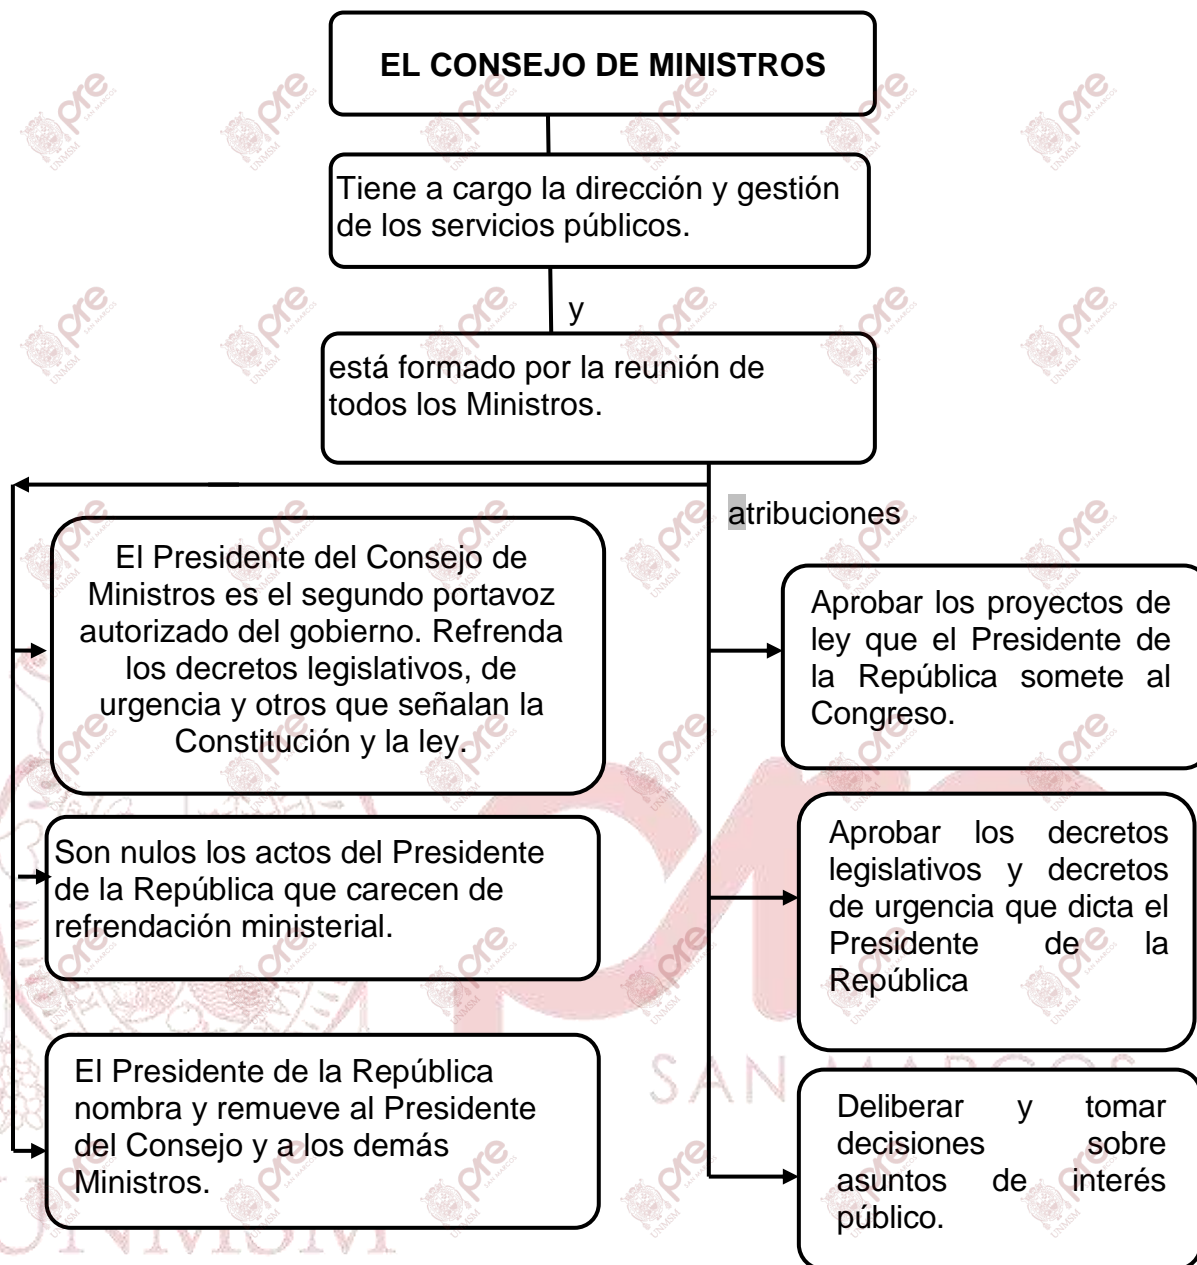 EL CONSEJO DE MINISTROS
Tiene a cargo la dirección y gestión
de los servicios públicos.
y
está formado por la reunión de
todos los Ministros.
atribuciones
El Presidente del Consejo de
Ministros es el segundo portavoz
autorizado del gobierno. Refrenda
los decretos legislativos, de
urgencia y otros que señalan la
Constitución y la ley.
Son nulos los actos del Presidente
de la República que carecen de
refrendación ministerial.
El Presidente de la República
nombra y remueve al Presidente
del Consejo y a los demás
Ministros.
Aprobar los proyectos de
ley que el Presidente de
la República somete al
Congreso.
Aprobar los decretos
legislativos y decretos
de urgencia que dicta el
Presidente de la
República
Deliberar y tomar
decisiones sobre
asuntos de interés
público.
pre
SAN MARCOS
UNMSM